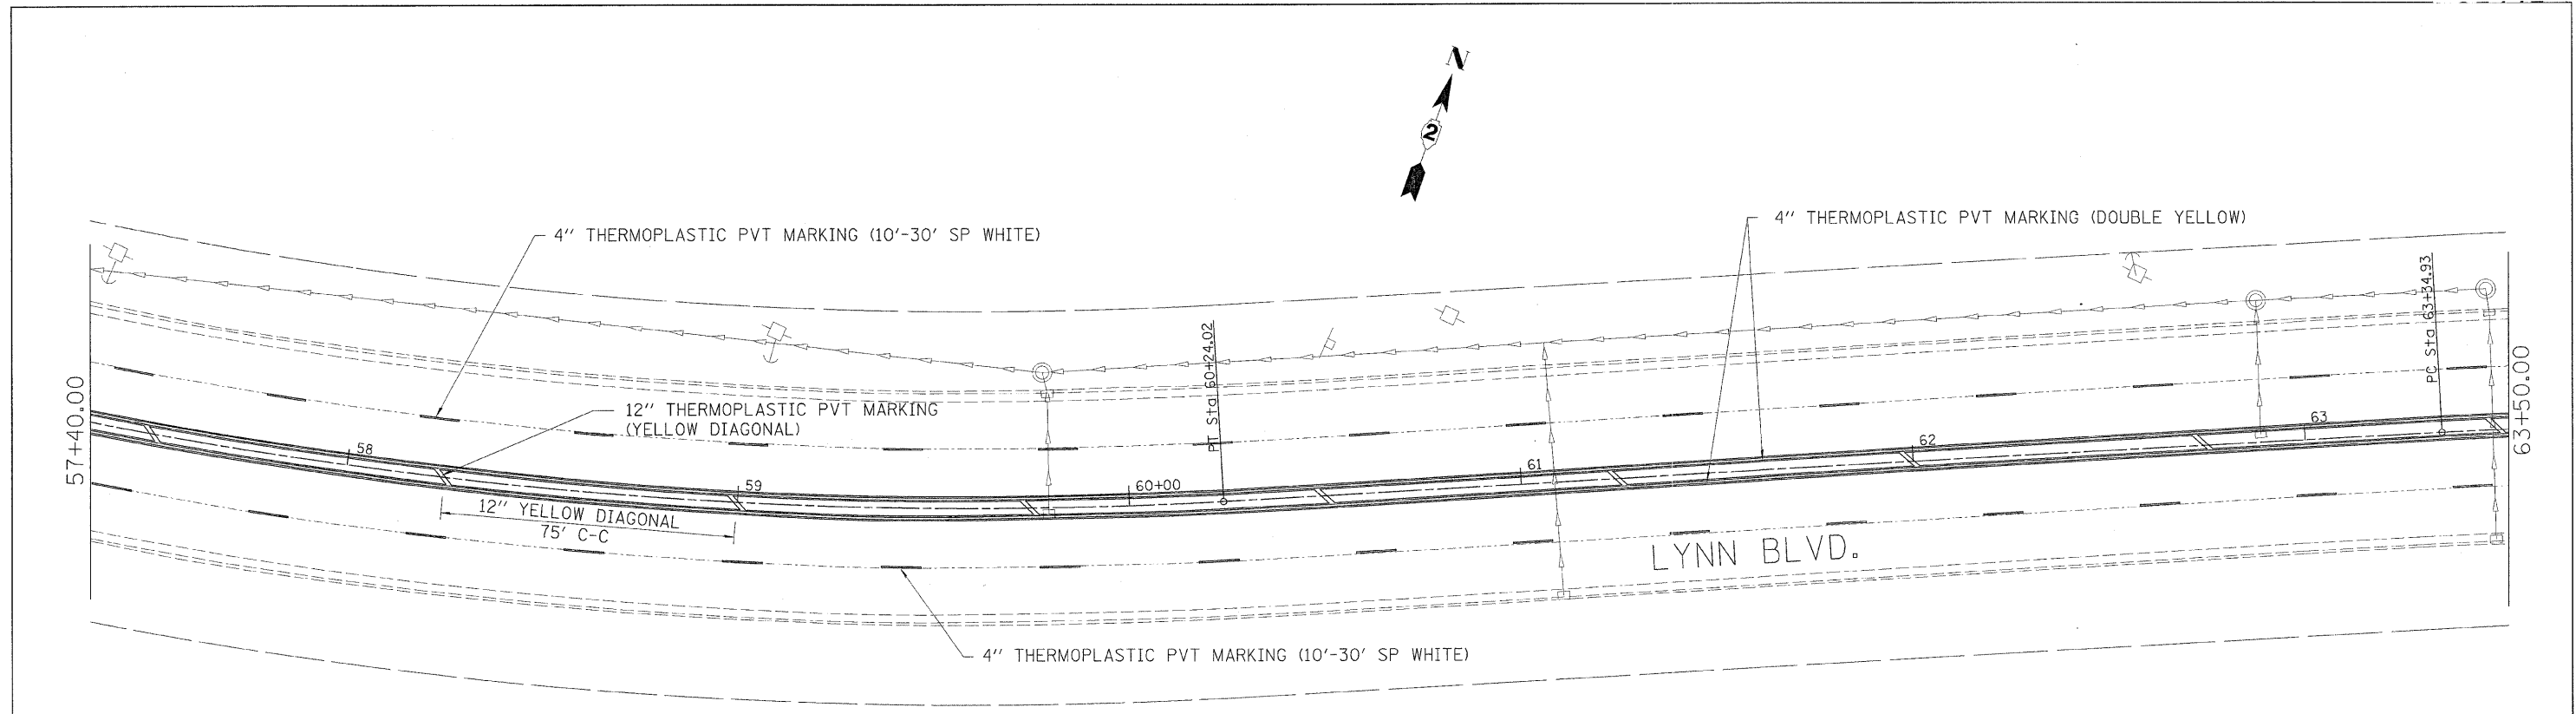 N
2
4" THERMOPLASTIC PVT MARKING (10'-30' SP WHITE)
4" THERMOPLASTIC PVT MARKING (DOUBLE YELLOW)
57+40.00
63+50.00
PT Sta 60+24.02
PC Sta 63+34.93
12" THERMOPLASTIC PVT MARKING
(YELLOW DIAGONAL)
58
59
60+00
61
62
63
12" YELLOW DIAGONAL
75' C-C
LYNN BLVD.
4" THERMOPLASTIC PVT MARKING (10'-30' SP WHITE)